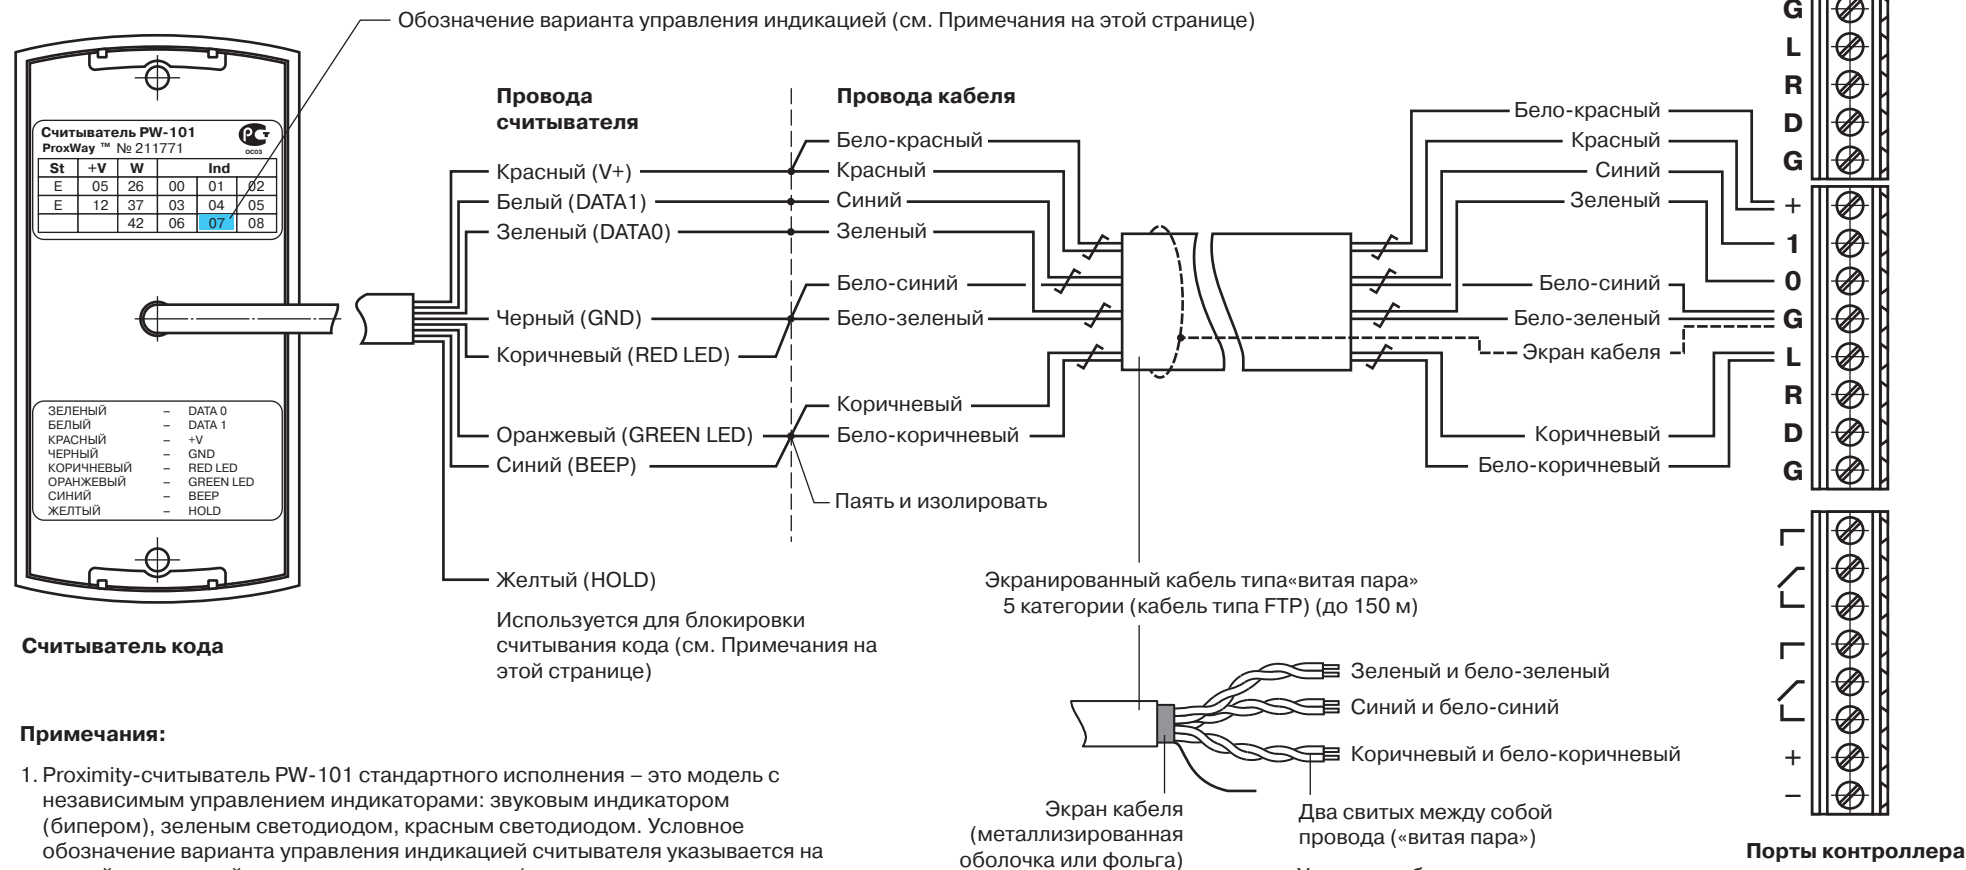 Обозначение варианта управления индикацией (см. Примечания на этой странице)
Считыватель PW-101
ProxWay ™ № 211771
ОС03
St +V W Ind
E 05 26 00 01 02
E 12 37 03 04 05
42 06 07 08
ЗЕЛЕНЫЙ – DATA 0
БЕЛЫЙ – DATA 1
КРАСНЫЙ – +V
ЧЕРНЫЙ – GND
КОРИЧНЕВЫЙ – RED LED
ОРАНЖЕВЫЙ – GREEN LED
СИНИЙ – BEEP
ЖЕЛТЫЙ – HOLD
Считыватель кода
Провода
считывателя
Красный (V+)
Белый (DATA1)
Зеленый (DATA0)
Черный (GND)
Коричневый (RED LED)
Оранжевый (GREEN LED)
Синий (BEEP)
Желтый (HOLD)
Используется для блокировки
считывания кода (см. Примечания на
этой странице)
Провода кабеля
Бело-красный
Красный
Синий
Зеленый
Бело-синий
Бело-зеленый
Коричневый
Бело-коричневый
Паять и изолировать
Бело-красный
Красный
Синий
Зеленый
Бело-синий
Бело-зеленый
Экран кабеля
Коричневый
Бело-коричневый
G
L
R
D
G
+
1
0
G
L
R
D
G
+
–
Порты контроллера
Экранированный кабель типа«витая пара»
5 категории (кабель типа FTP) (до 150 м)
Зеленый и бело-зеленый
Синий и бело-синий
Коричневый и бело-коричневый
Экран кабеля
(металлизированная
оболочка или фольга)
Два свитых между собой
провода («витая пара»)
Примечания:
1. Proximity-считыватель PW-101 стандартного исполнения – это модель с
независимым управлением индикаторами: звуковым индикатором
(бипером), зеленым светодиодом, красным светодиодом. Условное
обозначение варианта управления индикацией считывателя указывается на